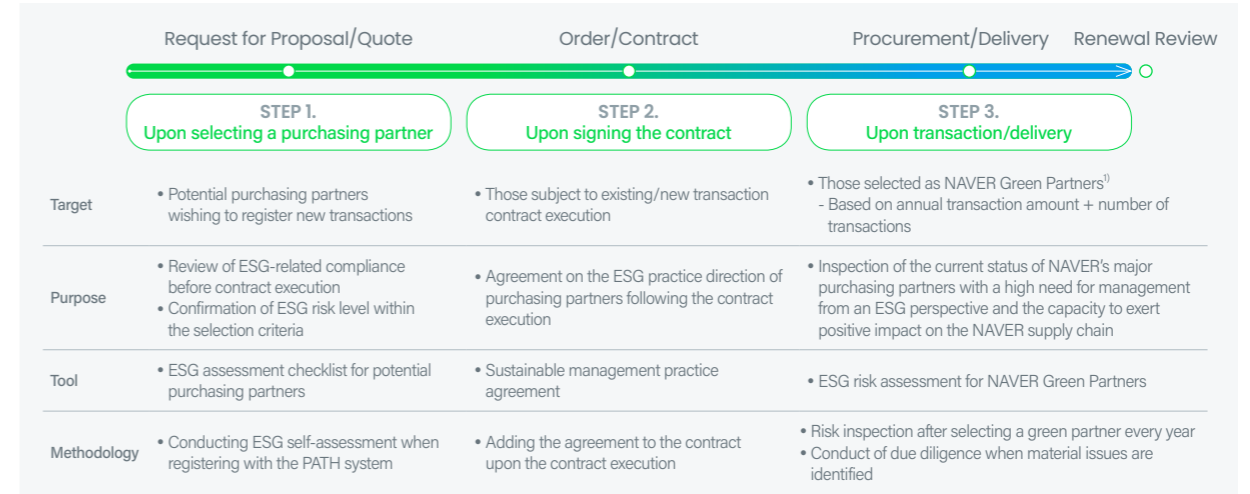 Request for Proposal/Quote
Order/Contract
Procurement/Delivery
Renewal Review
STEP 1.
Upon selecting a purchasing partner
STEP 2.
Upon signing the contract
STEP 3.
Upon transaction/delivery
Target
• Potential purchasing partners
wishing to register new transactions
• Those subject to existing/new transaction
contract execution
• Those selected as NAVER Green Partners1)
- Based on annual transaction amount + number of
transactions
Purpose
• Review of ESG-related compliance
before contract execution
• Confirmation of ESG risk level within
the selection criteria
• Agreement on the ESG practice direction of
purchasing partners following the contract
execution
• Inspection of the current status of NAVER's major
purchasing partners with a high need for management
from an ESG perspective and the capacity to exert
positive impact on the NAVER supply chain
Tool
• ESG assessment checklist for potential
purchasing partners
• Sustainable management practice
agreement
• ESG risk assessment for NAVER Green Partners
Methodology
• Conducting ESG self-assessment when
registering with the PATH system
• Adding the agreement to the contract
upon the contract execution
• Risk inspection after selecting a green partner every year
• Conduct of due diligence when material issues are
identified